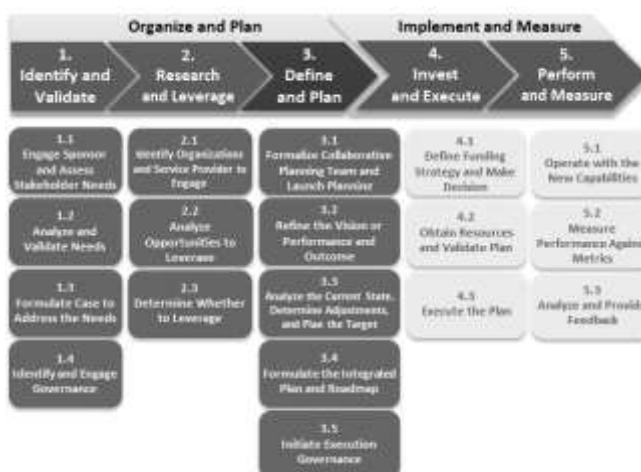 Organize and Plan
Implement and Measure
1.
Identify and
Validate
2.
Research
and Leverage
3.
Define
and Plan
4.
Invest
and Execute
5.
Perform
and Measure
1.1
Engage Sponsor
and Assess
Stakeholder Needs
1.2
Analyze and
Validate Needs
1.3
Formulate Case to
Address the Needs
1.4
Identify and Engage
Governance
2.1
Identify Organizations
and Service Provider to
Engage
2.2
Analyze
Opportunities to
Leverage
2.3
Determine Whether
to Leverage
3.1
Formalize Collaborative
Planning Team and
Launch Planning
3.2
Refine the Vision or
Performance and
Outcome
3.3
Analyze the Current State,
Determine Adjustments,
and Plan the Target
3.4
Formulate the Integrated
Plan and Roadmap
3.5
Initiate Execution
Governance
4.1
Define Funding
Strategy and Make
Decision
4.2
Obtain Resources
and Validate Plan
4.3
Execute the Plan
5.1
Operate with the
New Capabilities
5.2
Measure
Performance Against
Metrics
5.3
Analyze and Provide
Feedback